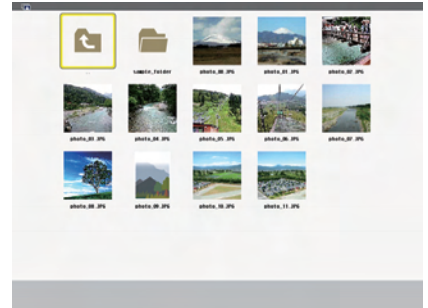 ..
sample_folder
photo_00.JPG
photo_01.JPG
photo_02.JPG
photo_03.JPG
photo_04.JPG
photo_05.JPG
photo_06.JPG
photo_07.JPG
photo_08.JPG
photo_09.JPG
photo_10.JPG
photo_11.JPG